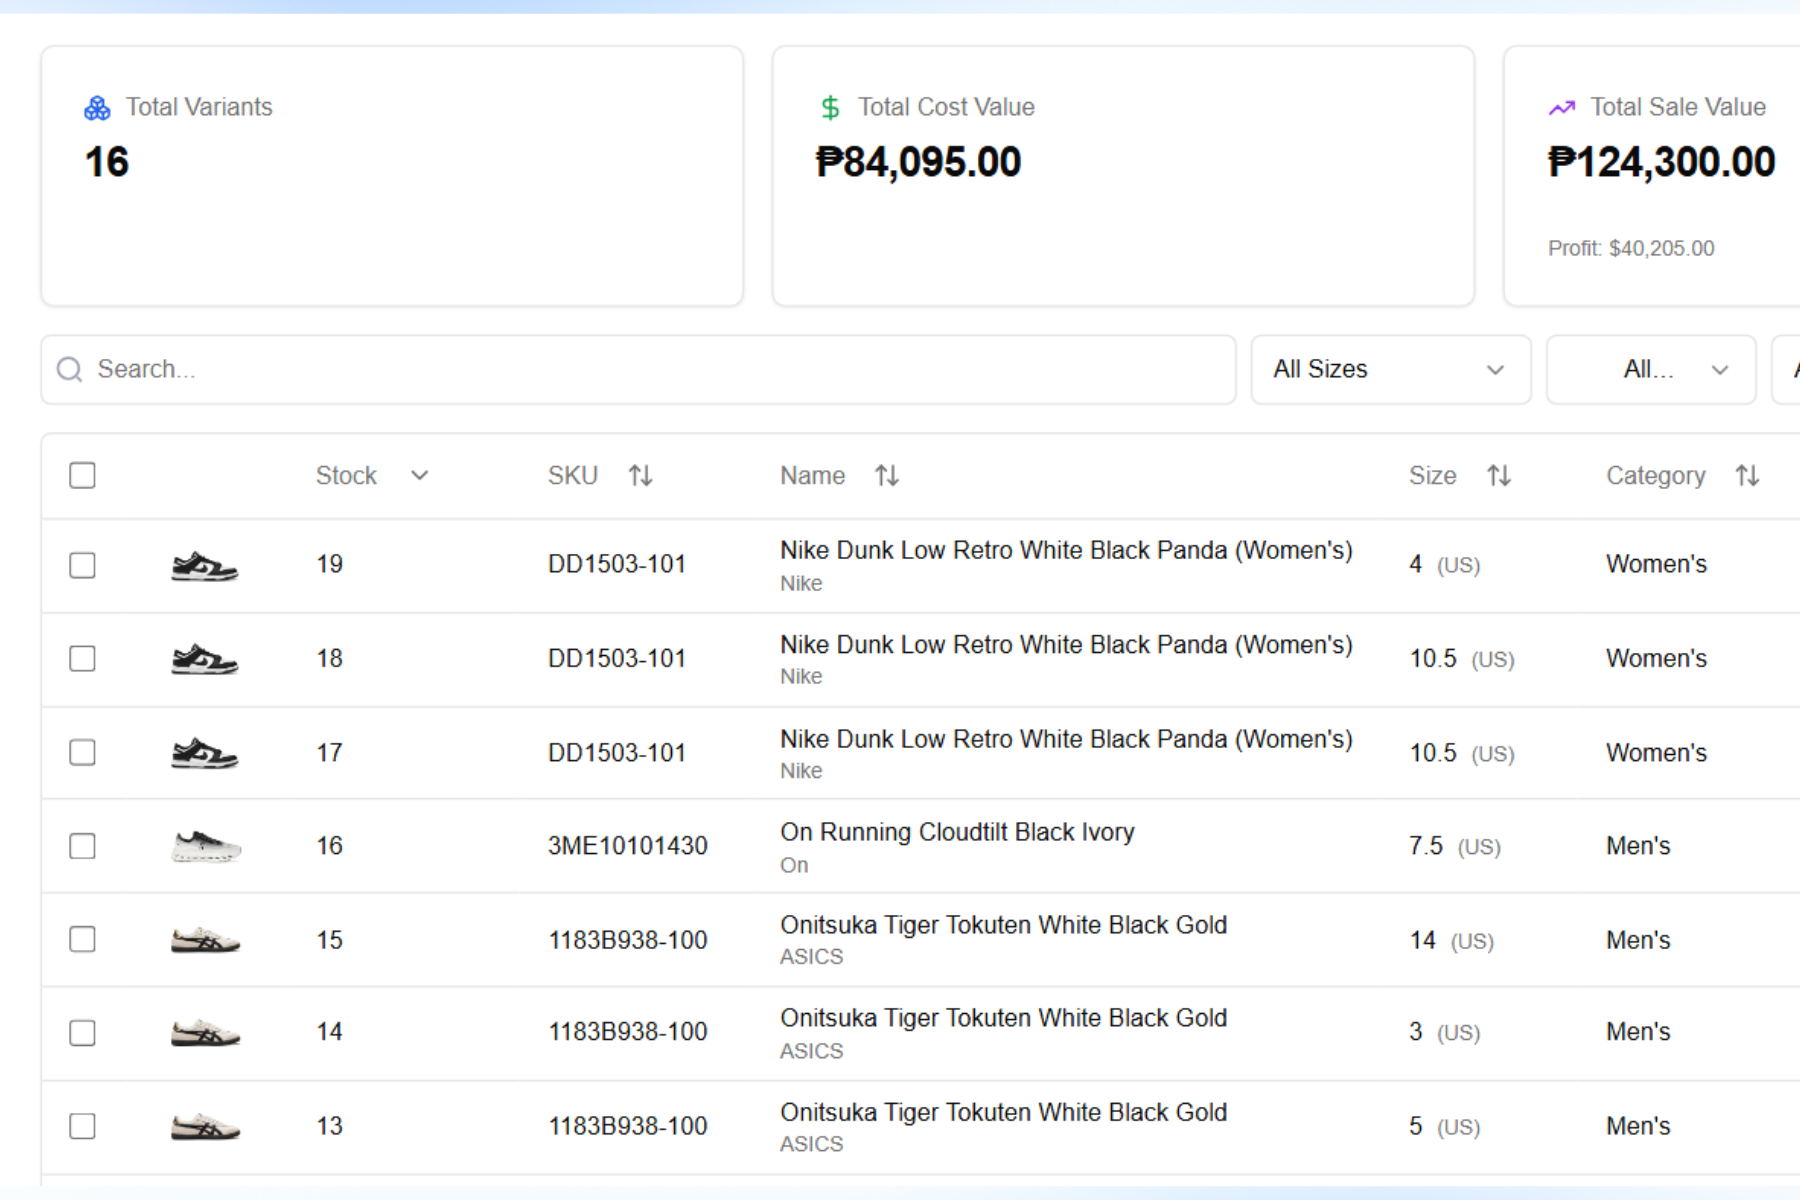 Total Variants
16
Total Cost Value
₱84,095.00
Total Sale Value
₱124,300.00
Profit: $40,205.00
Search...
All Sizes
All...
Stock SKU Name Size Category
19 DD1503-101 Nike Dunk Low Retro White Black Panda (Women's) 4 (US) Women's
Nike
18 DD1503-101 Nike Dunk Low Retro White Black Panda (Women's) 10.5 (US) Women's
Nike
17 DD1503-101 Nike Dunk Low Retro White Black Panda (Women's) 10.5 (US) Women's
Nike
16 3ME10101430 On Running Cloudtilt Black Ivory 7.5 (US) Men's
On
15 1183B938-100 Onitsuka Tiger Tokuten White Black Gold 14 (US) Men's
ASICS
14 1183B938-100 Onitsuka Tiger Tokuten White Black Gold 3 (US) Men's
ASICS
13 1183B938-100 Onitsuka Tiger Tokuten White Black Gold 5 (US) Men's
ASICS